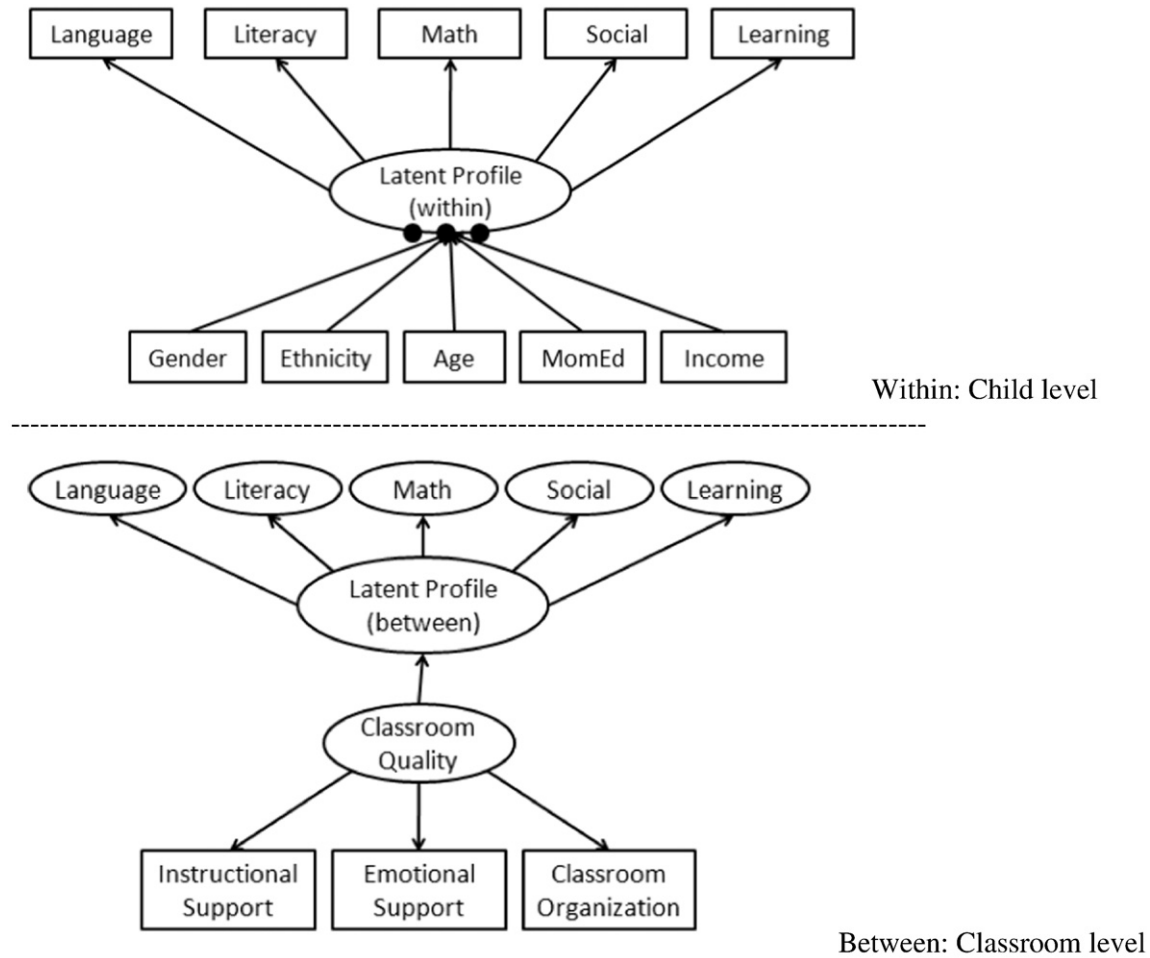 Language Literacy Math Social Learning
Latent Profile
(within)
Gender Ethnicity Age MomEd Income
Within: Child level
Language Literacy Math Social Learning
Latent Profile
(between)
Classroom
Quality
Instructional
Support
Emotional
Support
Classroom
Organization
Between: Classroom level